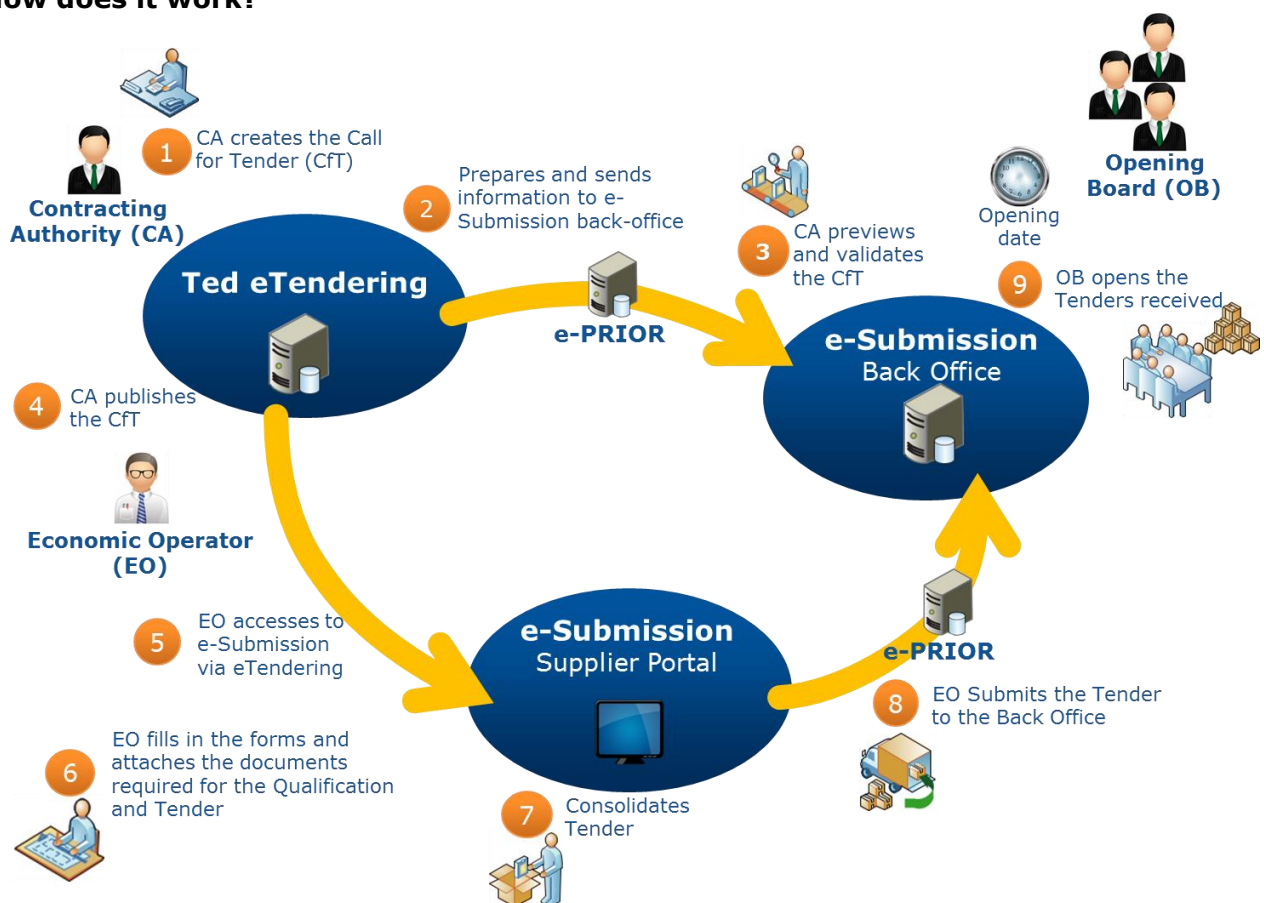 how does it work?
1
CA creates the Call
for Tender (CfT)
Contracting
Authority (CA)
2
Prepares and sends
information to e-
Submission back-office
3
CA previews
and validates
the CfT
Opening
date
Opening
Board (OB)
9
OB opens the
Tenders received
Ted eTendering
e-PRIOR
e-Submission
Back Office
4
CA publishes
the CfT
Economic Operator
(EO)
5
EO accesses to
e-Submission
via eTendering
e-Submission
Supplier Portal
e-PRIOR
6
EO fills in the forms and
attaches the documents
required for the Qualification
and Tender
7
Consolidates
Tender
8
EO Submits the Tender
to the Back Office